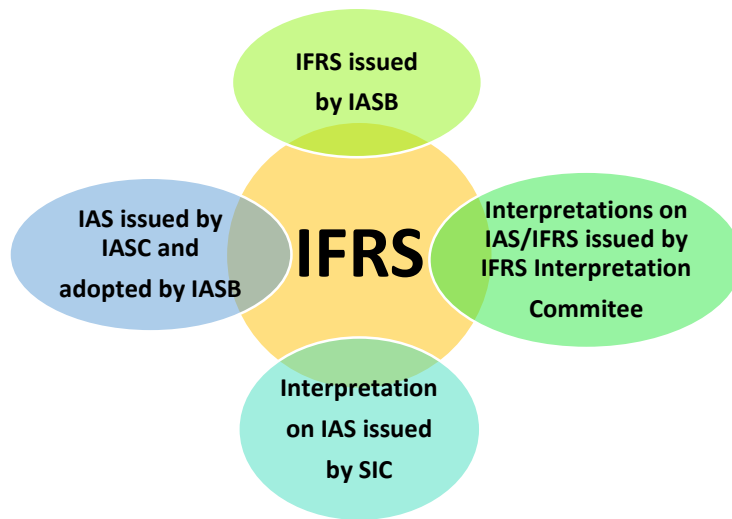 IFRS issued
by IASB
IAS issued by
IASC and
adopted by IASB
IFRS
Interpretations on
IAS/IFRS issued by
IFRS Interpretation
Commitee
Interpretation
on IAS issued
by SIC